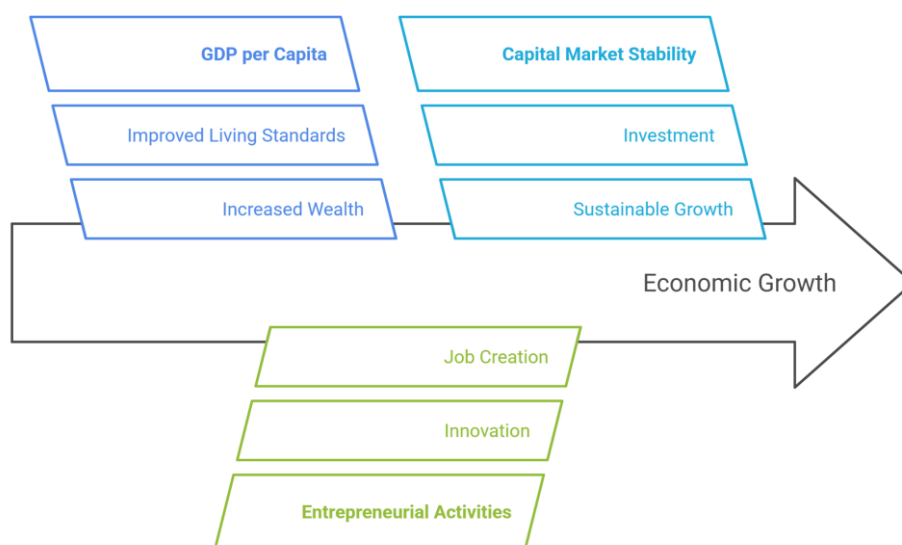 GDP per Capita
Improved Living Standards
Increased Wealth
Capital Market Stability
Investment
Sustainable Growth
Economic Growth
Job Creation
Innovation
Entrepreneurial Activities